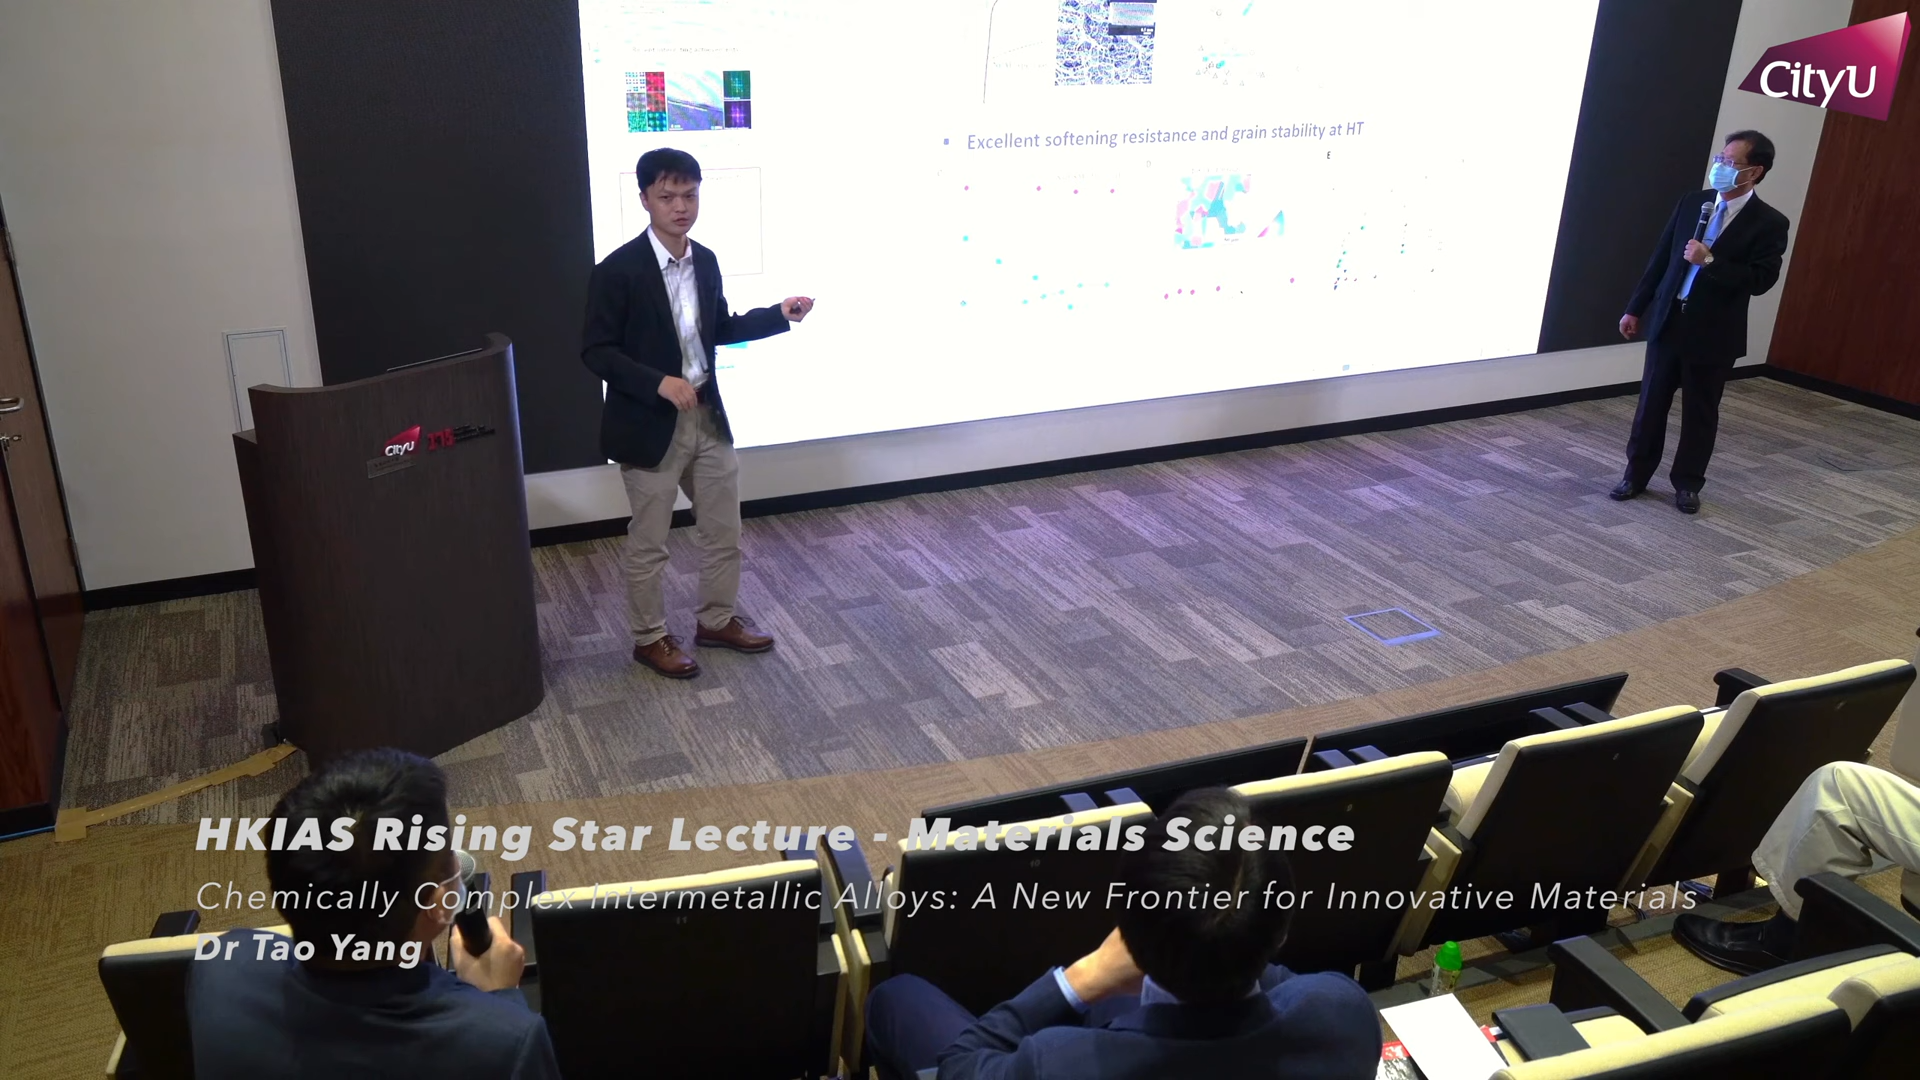 CityU
Excellent softening resistance and grain stability at HT
E
CityU
HKIAS Rising Star Lecture - Materials Science
Chemically Complex Intermetallic Alloys: A New Frontier for Innovative Materials
Dr Tao Yang